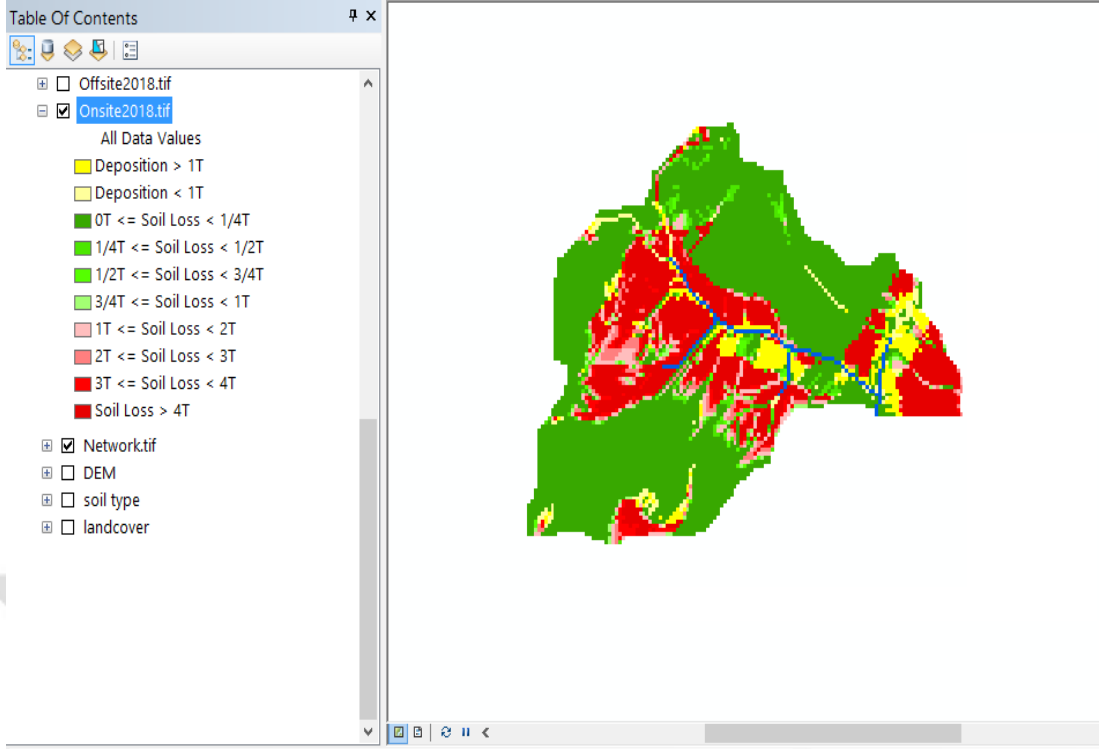 Table Of Contents
Offsite2018.tif
Onsite2018.tif
All Data Values
Deposition > 1T
Deposition < 1T
0T <= Soil Loss < 1/4T
1/4T <= Soil Loss < 1/2T
1/2T <= Soil Loss < 3/4T
3/4T <= Soil Loss < 1T
1T <= Soil Loss < 2T
2T <= Soil Loss < 3T
3T <= Soil Loss < 4T
Soil Loss > 4T
Network.tif
DEM
soil type
landcover